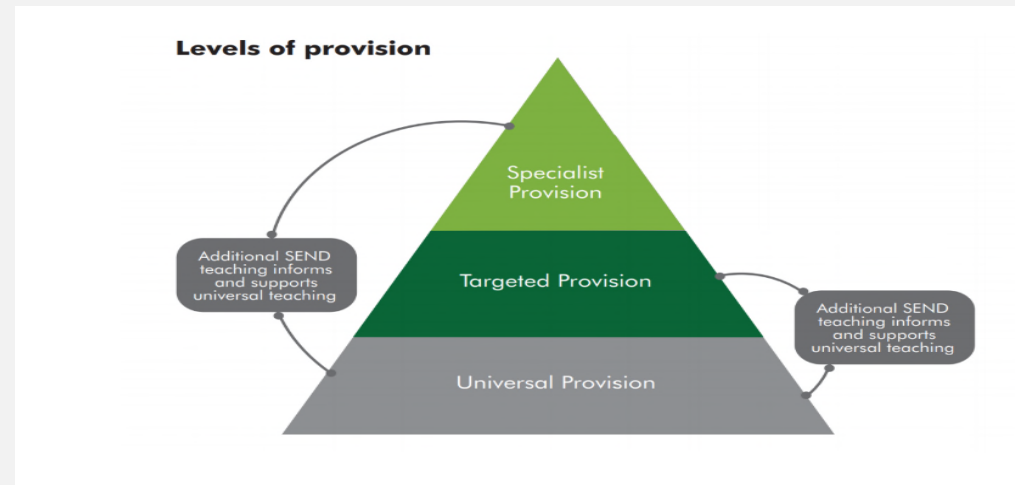 Levels of provision
Specialist
Provision
Additional SEND
teaching informs
and supports
universal teaching
Targeted Provision
Additional SEND
teaching informs
and supports
universal teaching
Universal Provision